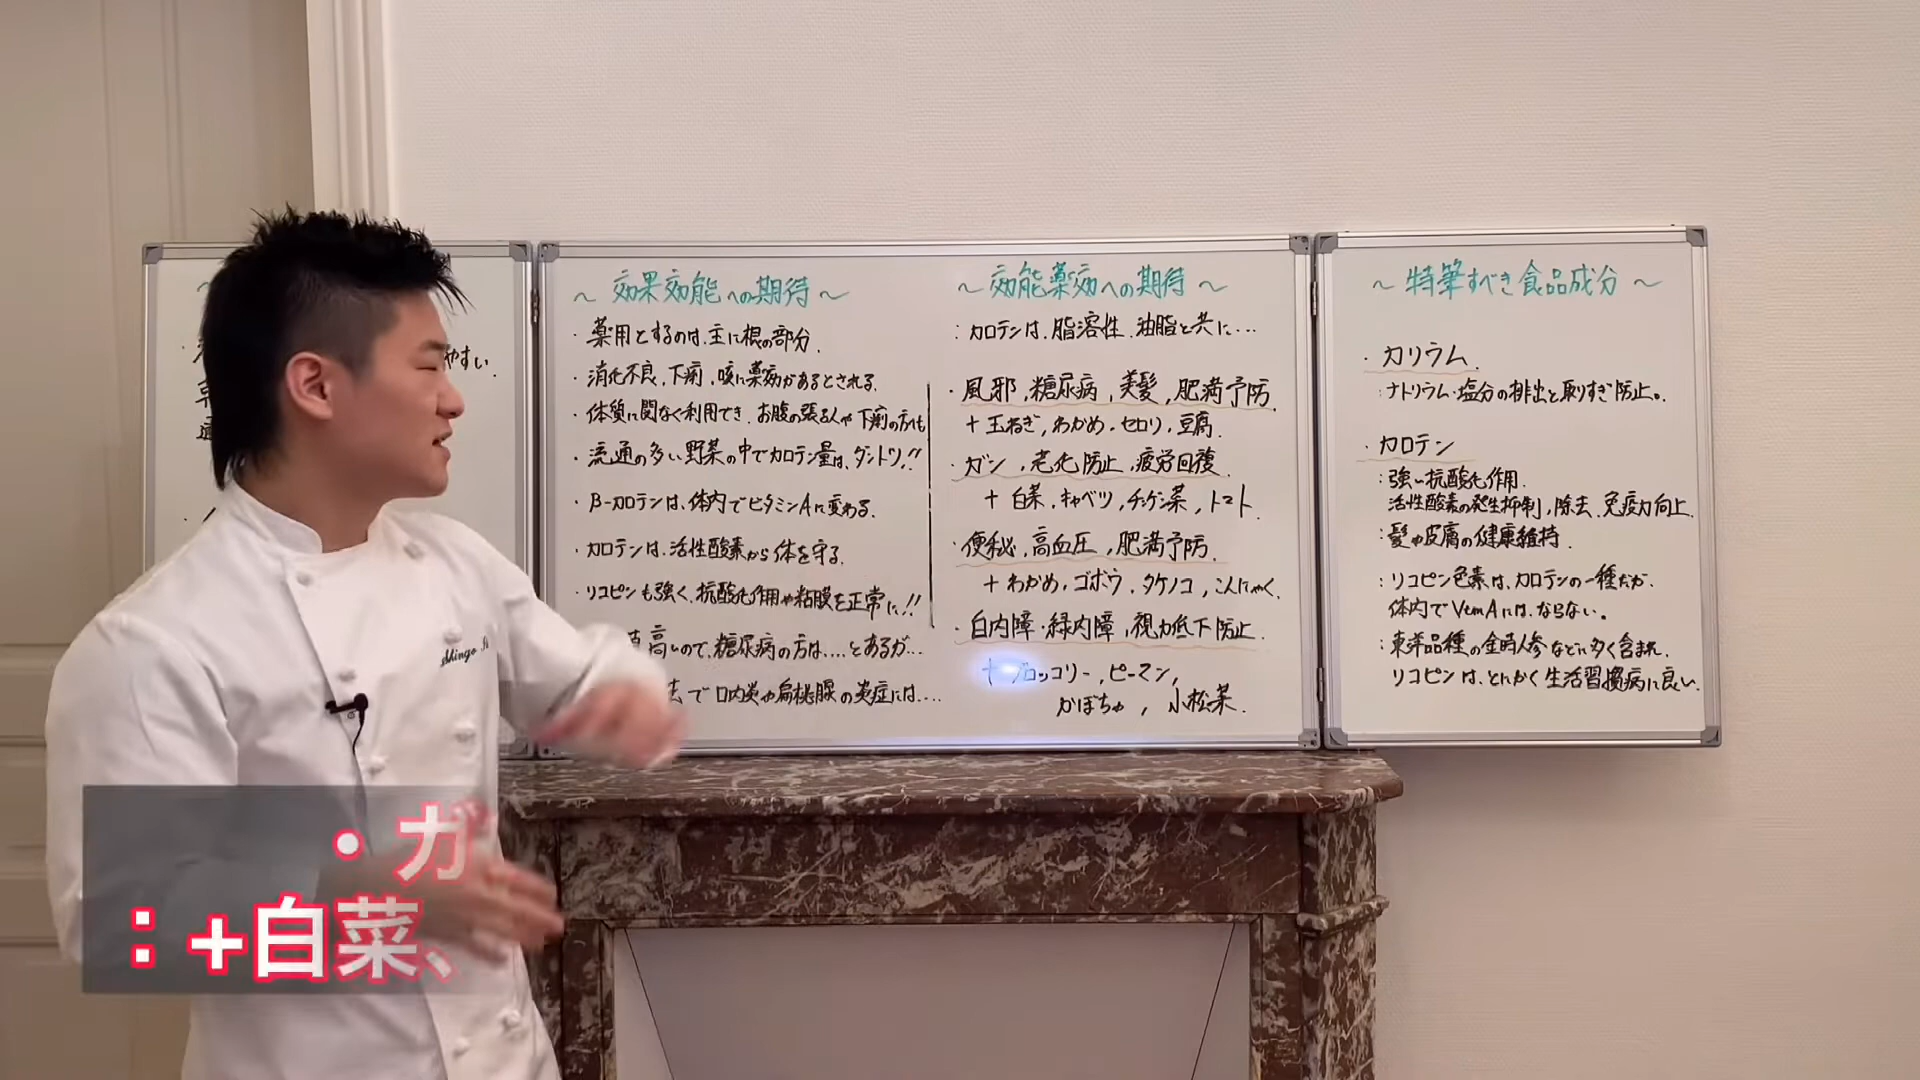 やすい.
〜 効果効能への期待 〜
・薬用とするのは、主に根の部分.
・消化不良、下痢、咳に薬効があるとされる.
・体質に関なく利用でき、お腹の張る人や下痢の方にも
・流通の多い野菜の中でカロテン量は、ダントツ!!
・β-カロテンは、体内でビタミンAに変わる.
・カロテンは、活性酸素から体を守る.
・リコピンも強く、抗酸化作用や粘膜を正常に!!
高いので、糖尿病の方は....とあるが...
で口内炎や扁桃腺の炎症には....
〜 効能薬効への期待 〜
:カロテンは、脂溶性、油脂と共に...
・風邪、糖尿病、美髪、肥満予防.
+玉ねぎ、わかめ、セロリ、豆腐.
・ガン、老化防止、疲労回復.
+白菜、キャベツ、チンゲン菜、トマト.
・便秘、高血圧、肥満予防.
+わかめ、ゴボウ、タケノコ、こんにゃく.
・白内障・緑内障、視力低下防止.
+ブロッコリー、ピーマン、
かぼちゃ、小松菜.
〜 特筆すべき食品成分 〜
・カリウム.
:ナトリウム・塩分の排出と取りすぎ防止。
・カロテン
:強い抗酸化作用.
活性酸素の発生抑制、除去、免疫力向上.
:髪や皮膚の健康維持.
:リコピン色素は、カロテンの一種だが、
体内でVemAには、ならない。
:東洋品種の金時人参などに多く含まれ、
リコピンは、とにかく生活習慣病に良い.
Shingo
・ガ
：+白菜、